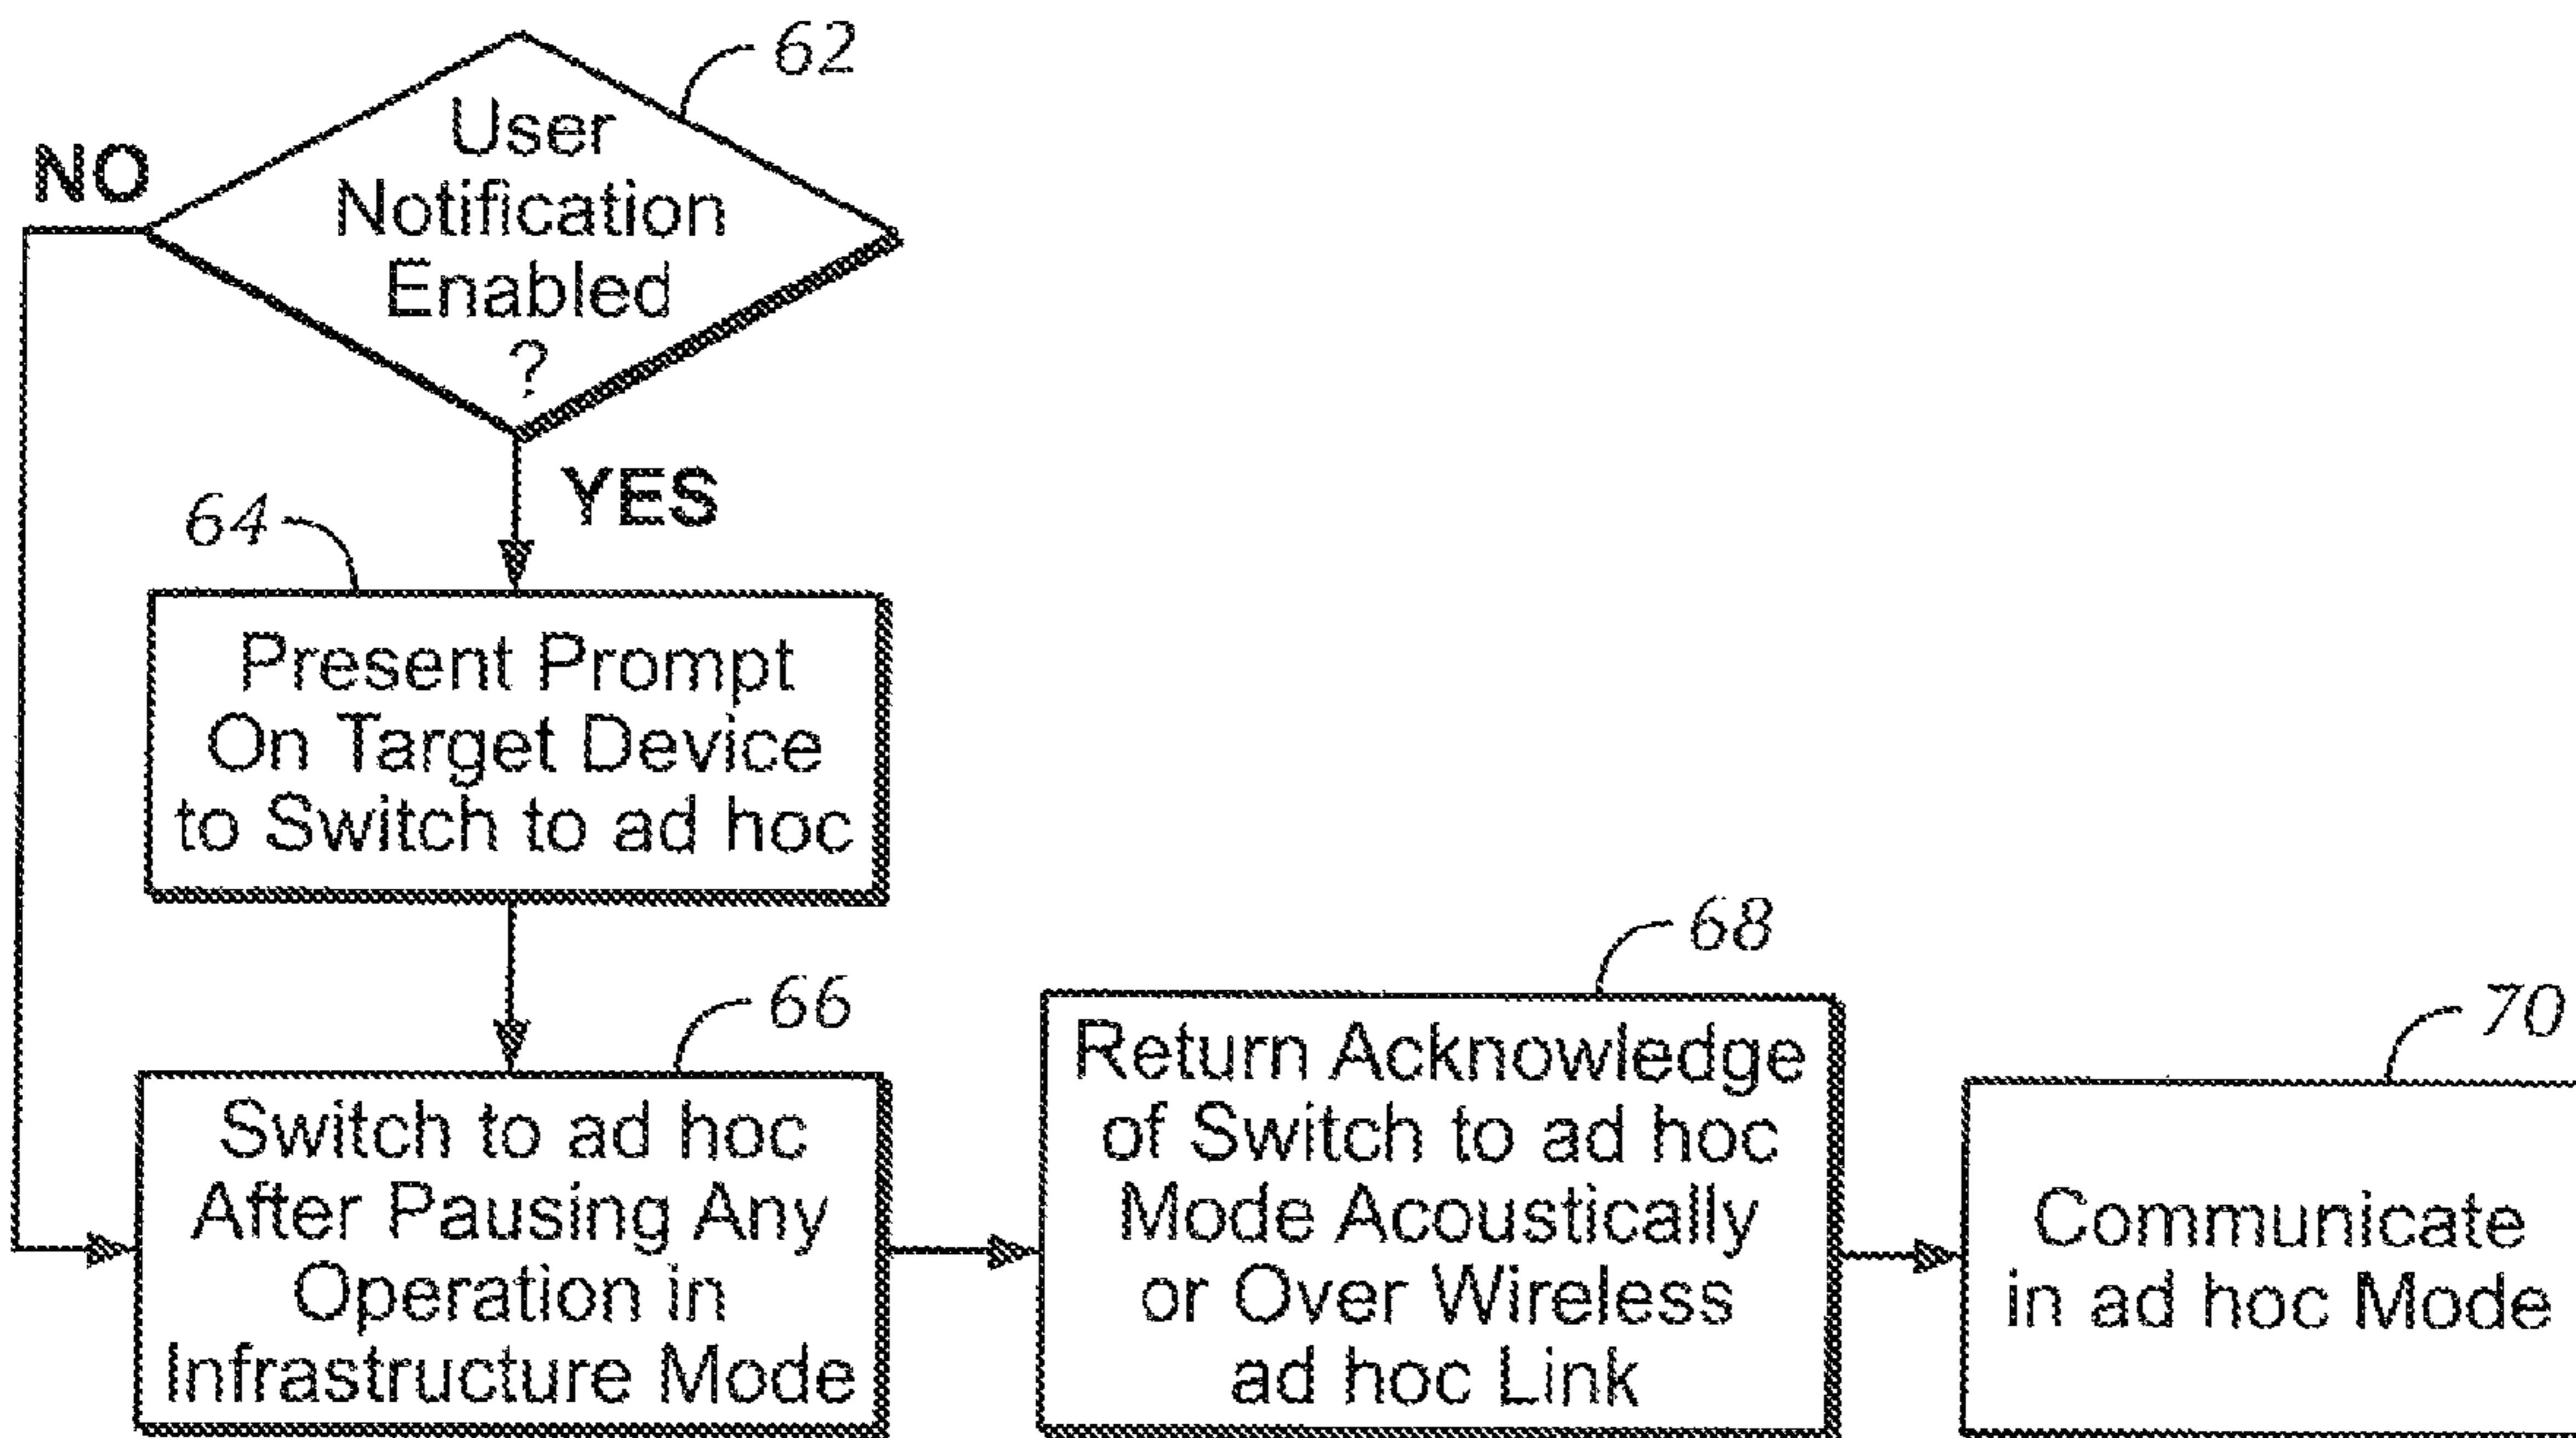 62
User
Notification
Enabled
?
NO
YES
64
Present Prompt
On Target Device
to Switch to ad hoc
66
Switch to ad hoc
After Pausing Any
Operation in
Infrastructure Mode
68
Return Acknowledge
of Switch to ad hoc
Mode Acoustically
or Over Wireless
ad hoc Link
70
Communicate
in ad hoc Mode